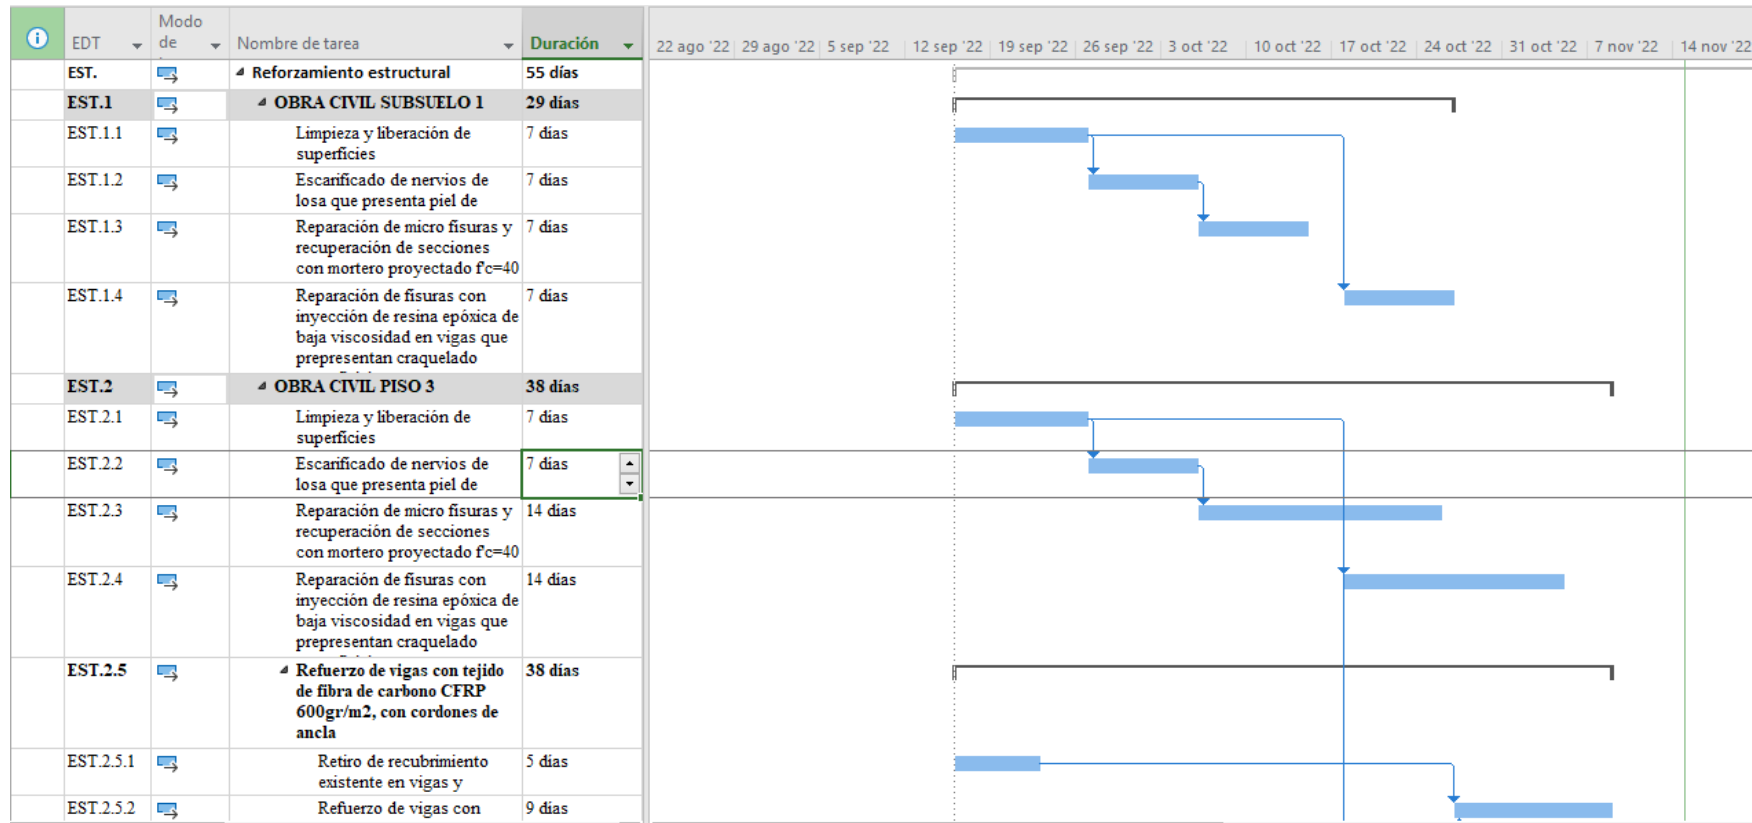 EDT
Modo
de
Nombre de tarea
Duración
22 ago '22 29 ago '22 5 sep '22 12 sep '22 19 sep '22 26 sep '22 3 oct '22 10 oct '22 17 oct '22 24 oct '22 31 oct '22 7 nov '22 14 nov '22
EST. Reforzamiento estructural 55 días
EST.1 OBRA CIVIL SUBSUELO 1 29 días
EST.1.1 Limpieza y liberación de 7 días
superficies
EST.1.2 Escarificado de nervios de 7 días
losa que presenta piel de
EST.1.3 Reparación de micro fisuras y 7 días
recuperación de secciones
con mortero proyectado f'c=40
EST.1.4 Reparación de fisuras con 7 días
inyección de resina epóxica de
baja viscosidad en vigas que
prepresentan craquelado
EST.2 OBRA CIVIL PISO 3 38 días
EST.2.1 Limpieza y liberación de 7 días
superficies
EST.2.2 Escarificado de nervios de 7 días
losa que presenta piel de
EST.2.3 Reparación de micro fisuras y 14 días
recuperación de secciones
con mortero proyectado f'c=40
EST.2.4 Reparación de fisuras con 14 días
inyección de resina epóxica de
baja viscosidad en vigas que
prepresentan craquelado
EST.2.5 Refuerzo de vigas con tejido 38 días
de fibra de carbono CFRP
600gr/m2, con cordones de
ancla
EST.2.5.1 Retiro de recubrimiento 5 días
existente en vigas y
EST.2.5.2 Refuerzo de vigas con 9 días